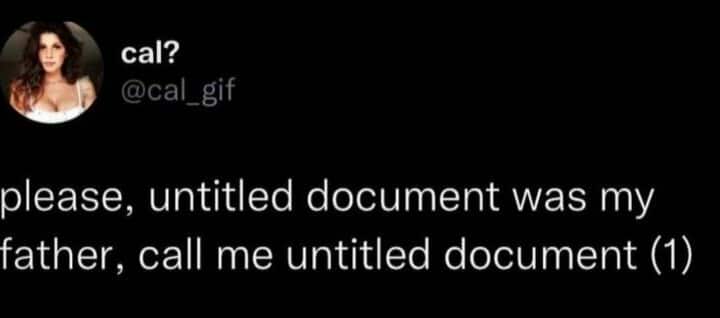 cal?
@cal_gif
please, untitled document was my
father, call me untitled document (1)